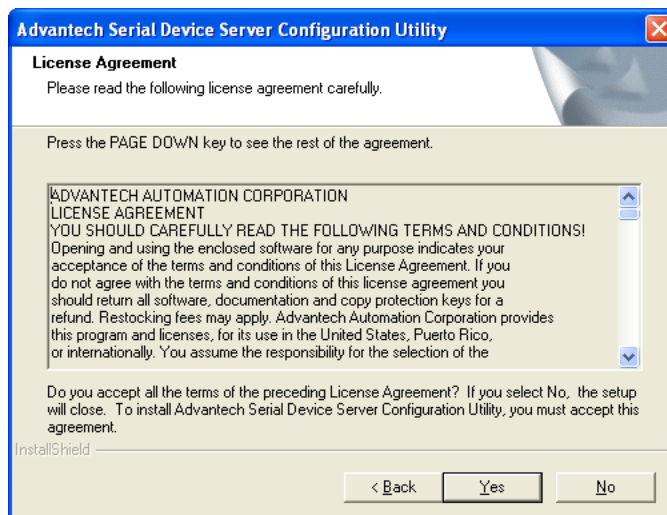 Advantech Serial Device Server Configuration Utility
License Agreement
Please read the following license agreement carefully.
Press the PAGE DOWN key to see the rest of the agreement.
ADVANTECH AUTOMATION CORPORATION
LICENSE AGREEMENT
YOU SHOULD CAREFULLY READ THE FOLLOWING TERMS AND CONDITIONS!
Opening and using the enclosed software for any purpose indicates your
acceptance of the terms and conditions of this License Agreement. If you
do not agree with the terms and conditions of this license agreement you
should return all software, documentation and copy protection keys for a
refund. Restocking fees may apply. Advantech Automation Corporation provides
this program and licenses, for its use in the United States, Puerto Rico,
or internationally. You assume the responsibility for the selection of the
Do you accept all the terms of the preceding License Agreement? If you select No, the setup
will close. To install Advantech Serial Device Server Configuration Utility, you must accept this
agreement.
InstallShield
< Back
Yes
No